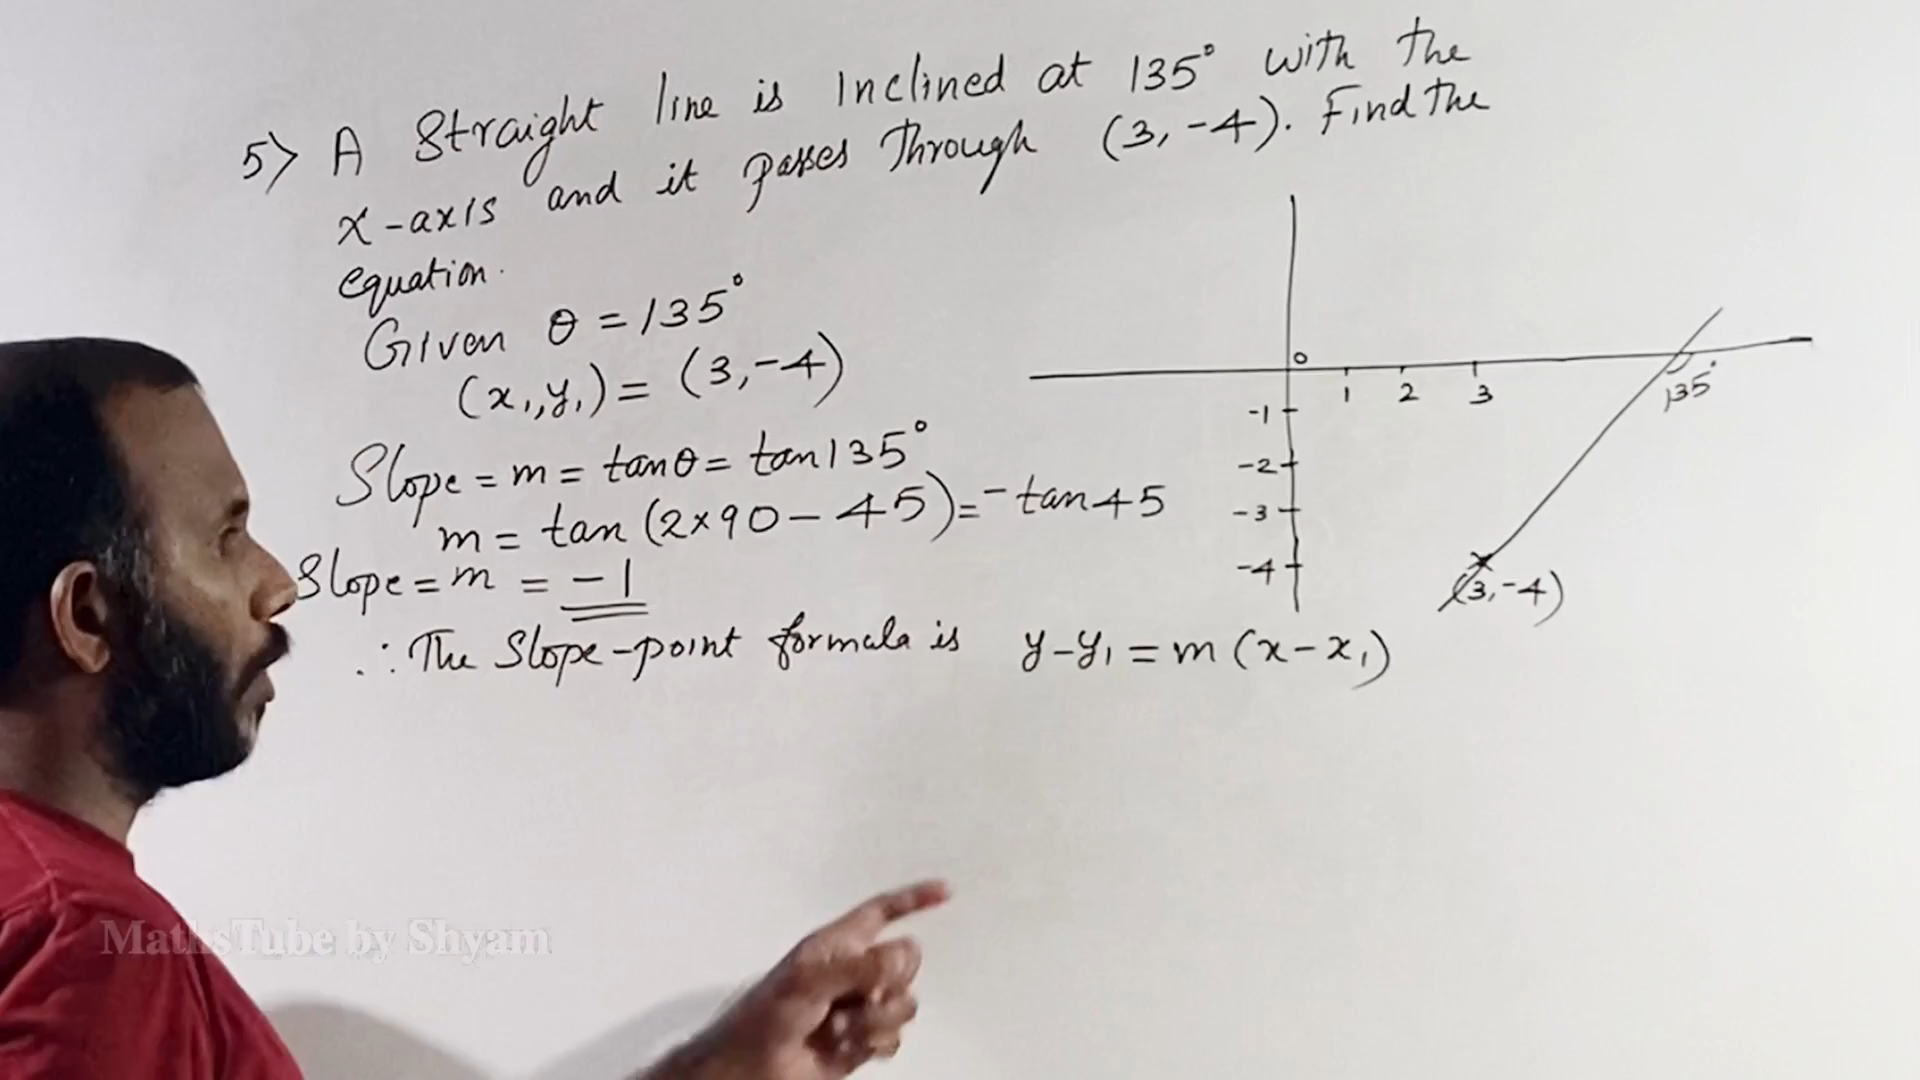 5) A Straight line is Inclined at 135° with the
x-axis and it passes Through (3, -4). Find the
equation.
Given θ = 135°
(x₁, y₁) = (3, -4)
Slope = m = tanθ = tan135°
m = tan (2×90 - 45) = - tan45
Slope = m = -1
∴ The Slope-point formula is y-y₁ = m (x-x₁)
0
1 2 3
135°
-1
-2
-3
-4
(3, -4)
MathsTube by Shyam